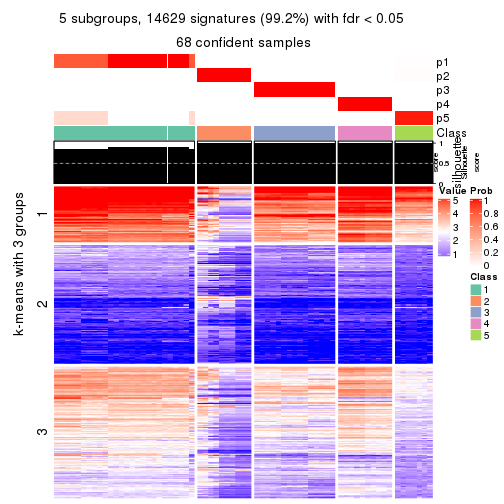 5 subgroups, 14629 signatures (99.2%) with fdr < 0.05
68 confident samples
p1
p2
p3
p4
p5
Class
1
0.5
0
silhouette
Silhouette
score
score
k-means with 3 groups
1
2
3
Value
5
4
3
2
1
Prob
1
0.8
0.6
0.4
0.2
0
Class
1
2
3
4
5